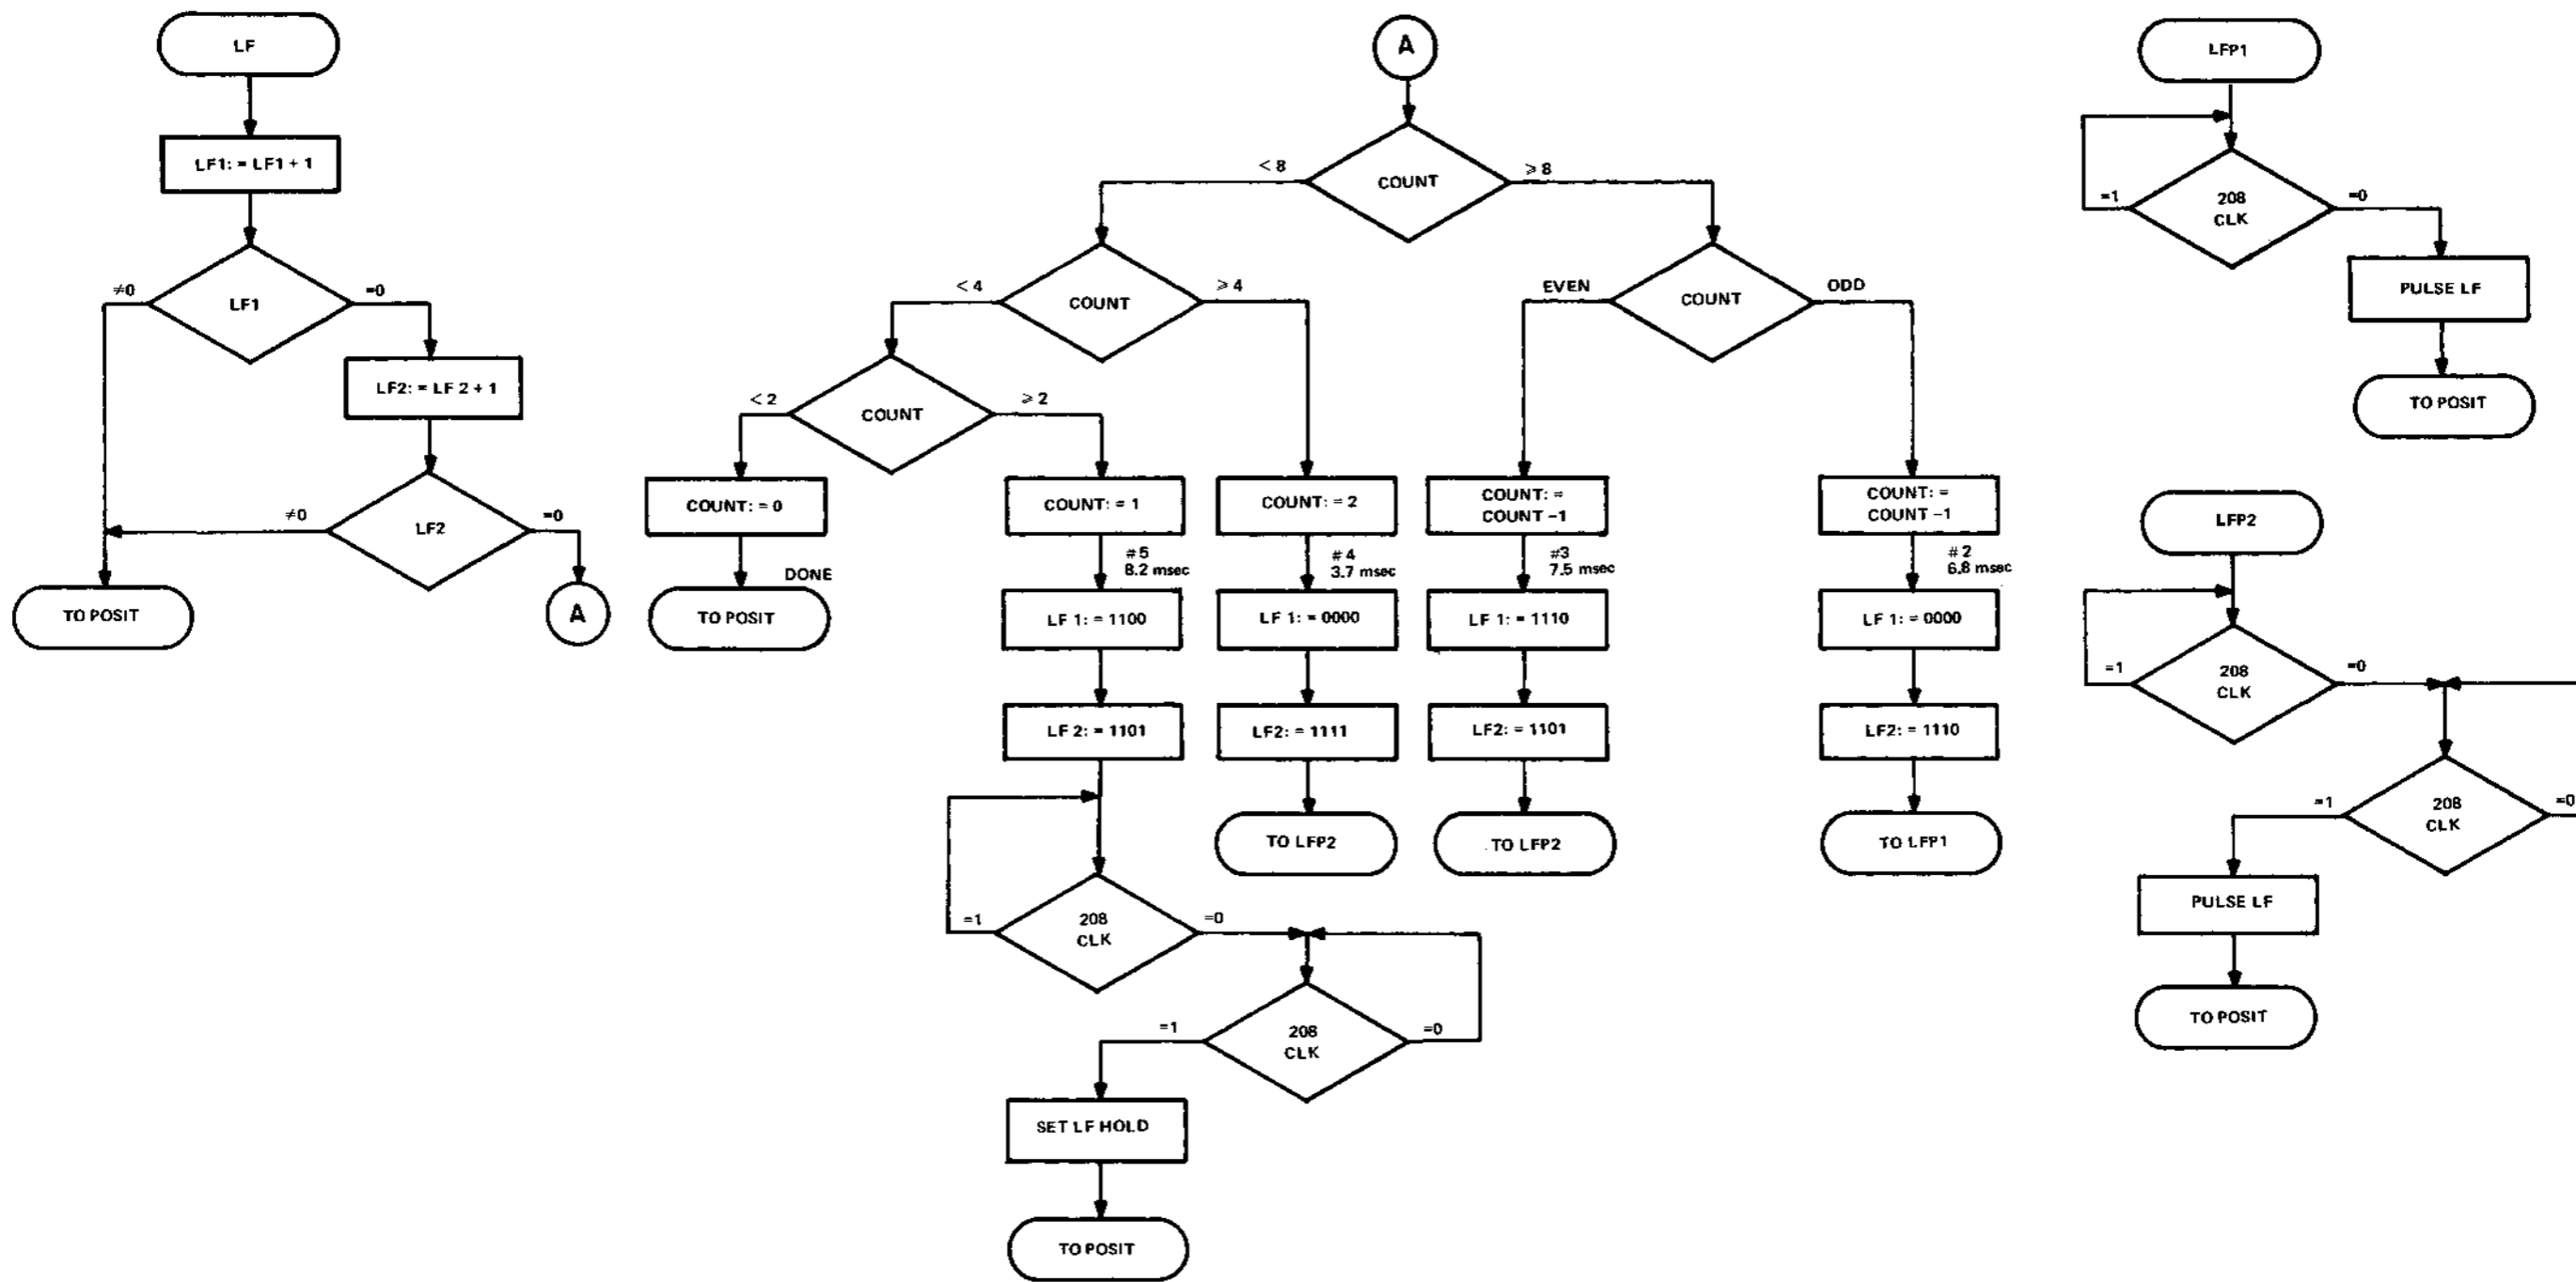 LF
LF1: = LF1 + 1
≠0
LF1
=0
LF2: = LF 2 + 1
≠0
LF2
=0
TO POSIT
A
A
< 8
COUNT
⩾ 8
< 4
COUNT
⩾ 4
EVEN
COUNT
ODD
< 2
COUNT
⩾ 2
COUNT: = 0
DONE
TO POSIT
COUNT: = 1
#5
8.2 msec
LF 1: = 1100
LF 2: = 1101
=1
208
CLK
=0
=1
208
CLK
=0
SET LF HOLD
TO POSIT
COUNT: = 2
#4
3.7 msec
LF 1: = 0000
LF2: = 1111
TO LFP2
COUNT: =
COUNT –1
#3
7.5 msec
LF 1: = 1110
LF2: = 1101
TO LFP2
COUNT: =
COUNT –1
# 2
6.8 msec
LF 1: = 0000
LF2: = 1110
TO LFP1
LFP1
=1
208
CLK
=0
PULSE LF
TO POSIT
LFP2
=1
208
CLK
=0
=1
208
CLK
=0
PULSE LF
TO POSIT